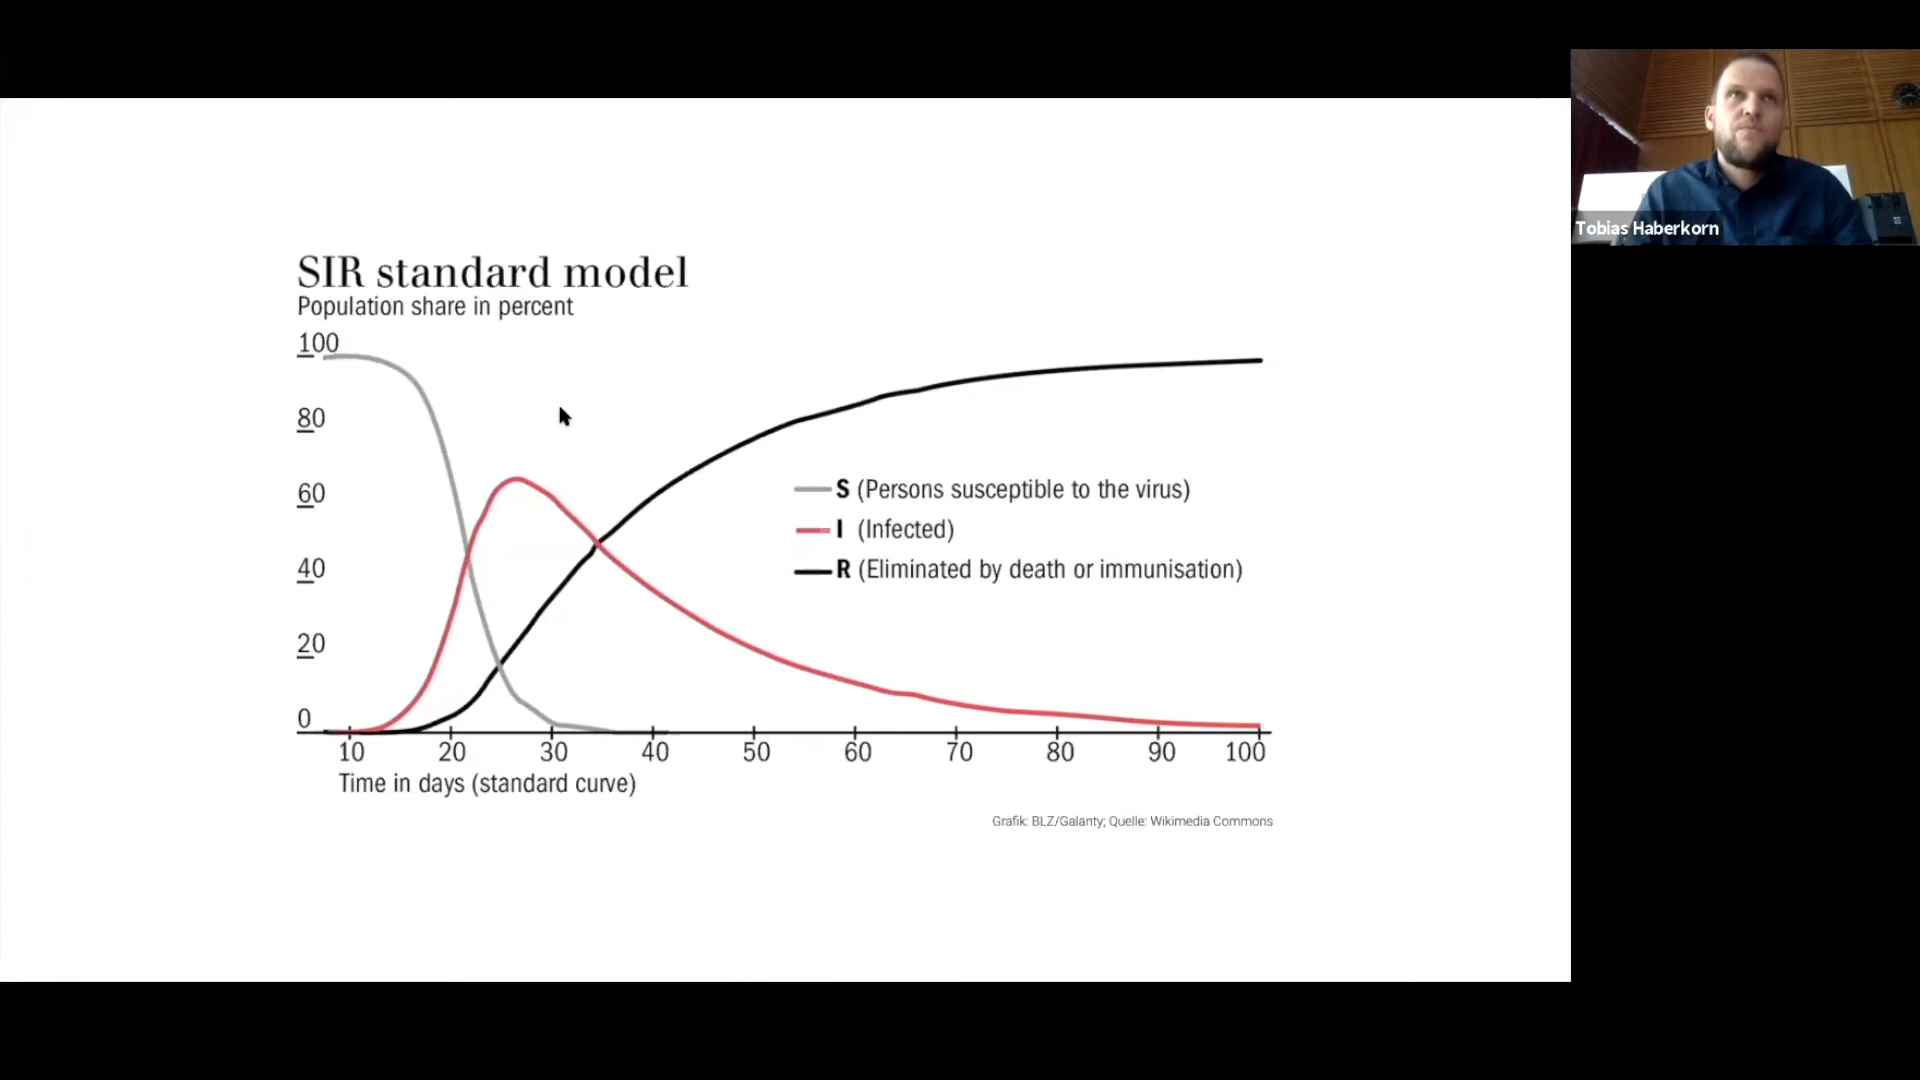 SIR standard model
Population share in percent
100
80
60
40
20
0
S (Persons susceptible to the virus)
I (Infected)
R (Eliminated by death or immunisation)
10 20 30 40 50 60 70 80 90 100
Time in days (standard curve)
Grafik: BLZ/Galanty; Quelle: Wikimedia Commons
Tobias Haberkorn